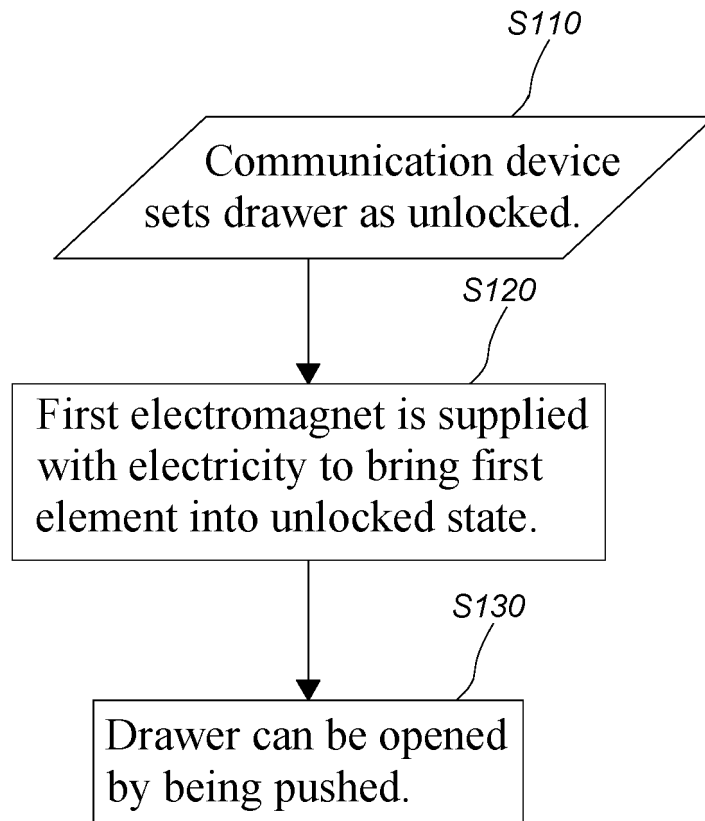 S110
Communication device
sets drawer as unlocked.
S120
First electromagnet is supplied
with electricity to bring first
element into unlocked state.
S130
Drawer can be opened
by being pushed.